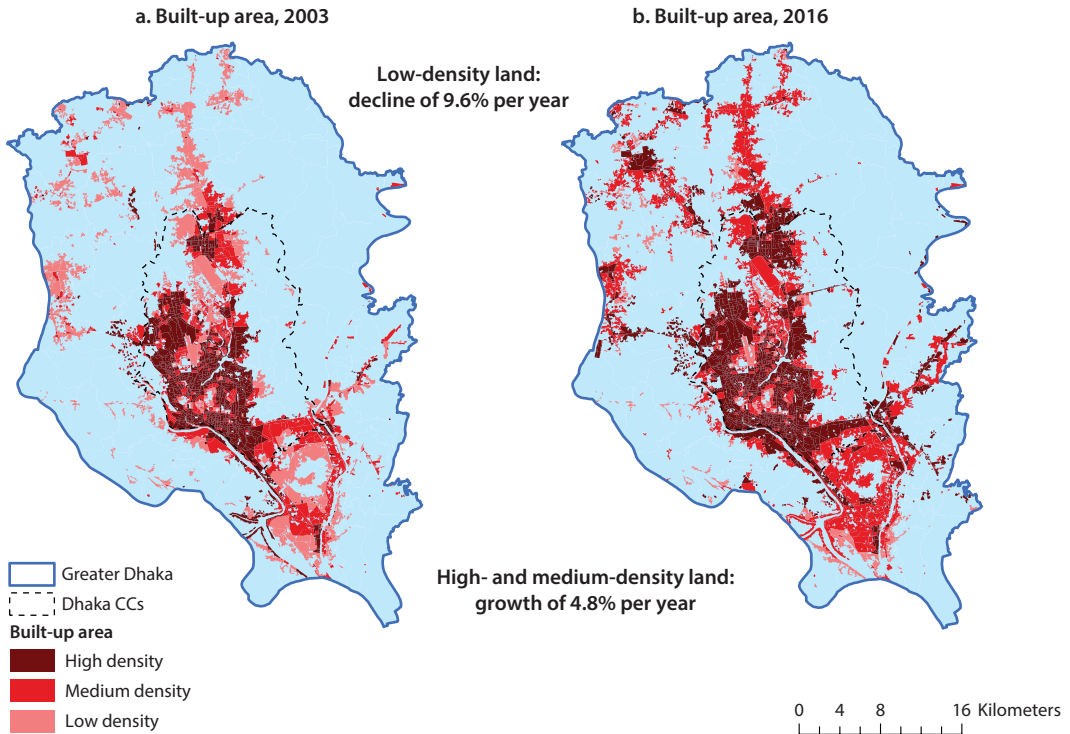 a. Built-up area, 2003
b. Built-up area, 2016
Low-density land:
decline of 9.6% per year
High- and medium-density land:
growth of 4.8% per year
Greater Dhaka
Dhaka CCs
Built-up area
High density
Medium density
Low density
0 4 8 16 Kilometers